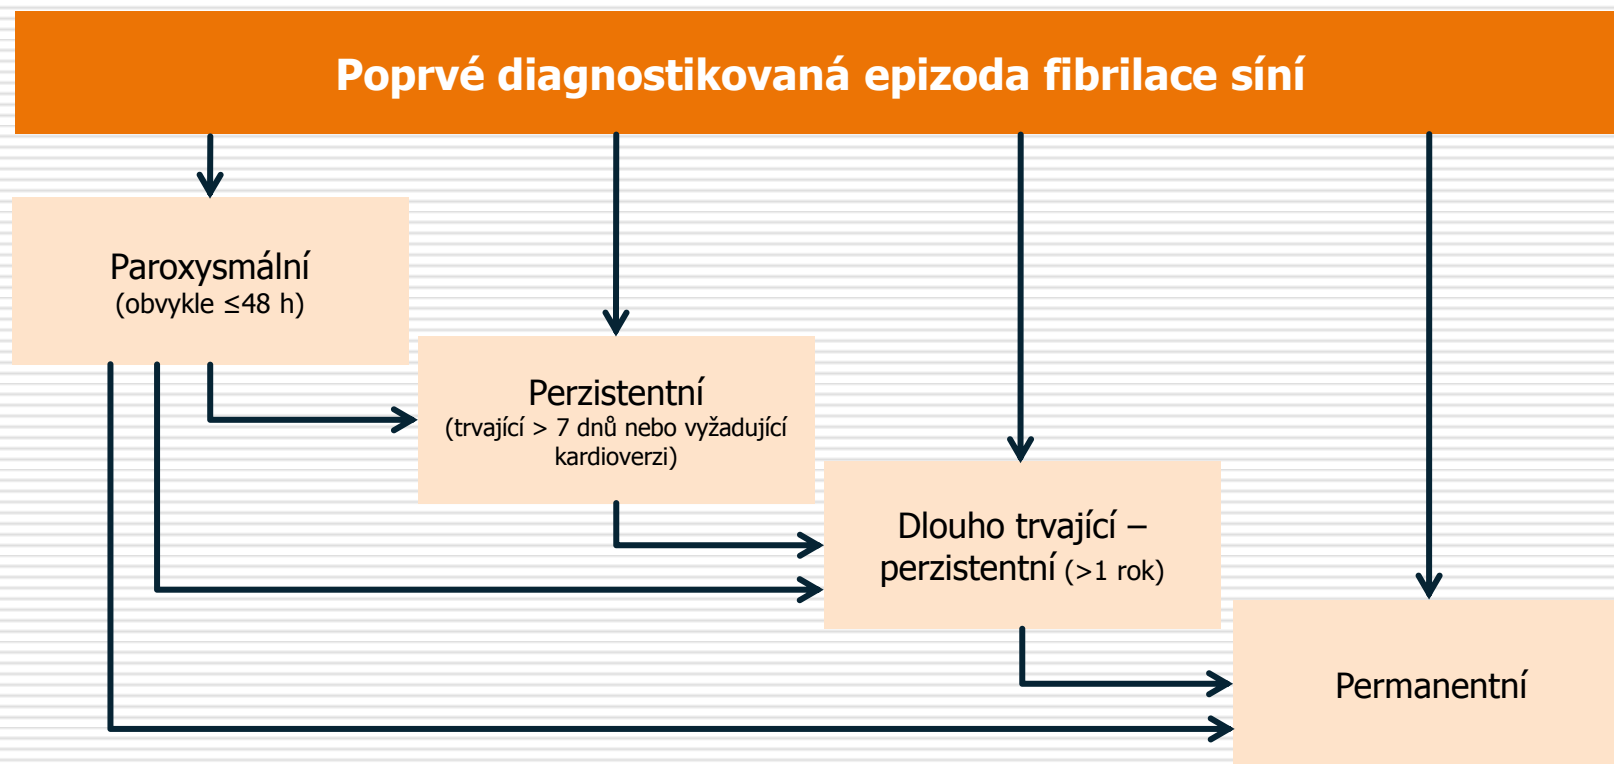 Poprvé diagnostikovaná epizoda fibrilace síní
Paroxysmální
(obvykle ≤48 h)
Perzistentní
(trvající > 7 dnů nebo vyžadující
kardioverzi)
Dlouho trvající –
perzistentní (>1 rok)
Permanentní